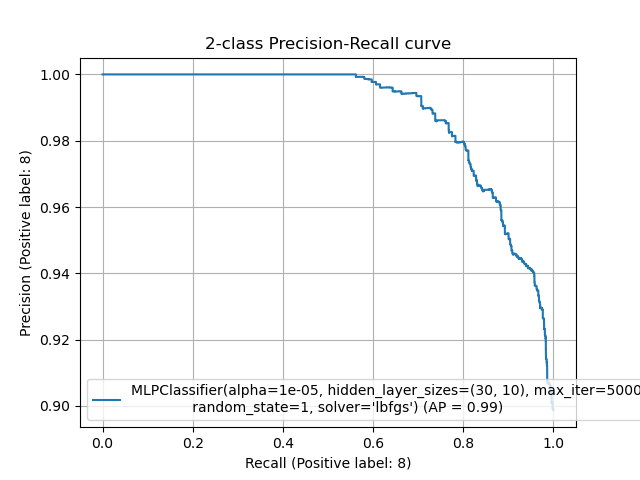 2-class Precision-Recall curve
1.00
0.98
0.96
0.94
0.92
0.90
Precision (Positive label: 8)
MLPClassifier(alpha=1e-05, hidden_layer_sizes=(30, 10), max_iter=5000
random_state=1, solver='lbfgs') (AP = 0.99)
0.0 0.2 0.4 0.6 0.8 1.0
Recall (Positive label: 8)